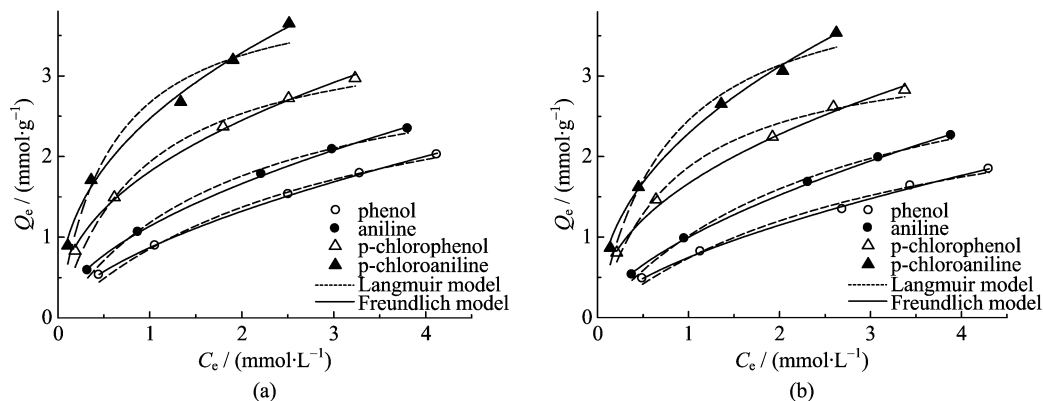 4
3
2
1
0
Qe / (mmol·g⁻¹)
0 1 2 3 4
Ce / (mmol·L⁻¹)
phenol
aniline
p-chlorophenol
p-chloroaniline
Langmuir model
Freundlich model
(a)
4
3
2
1
0
Qe / (mmol·g⁻¹)
0 1 2 3 4
Ce / (mmol·L⁻¹)
phenol
aniline
p-chlorophenol
p-chloroaniline
Langmuir model
Freundlich model
(b)